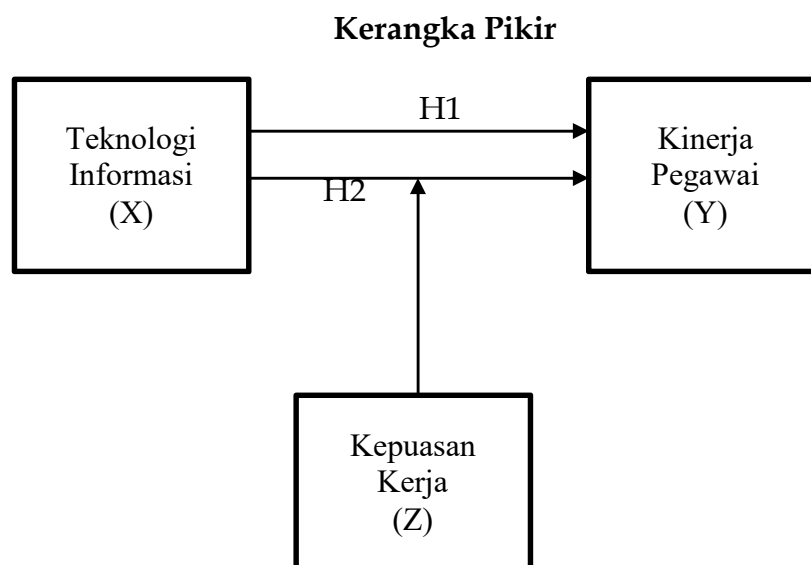 Kerangka Pikir
H1
Teknologi
Informasi
(X)
Kinerja
Pegawai
(Y)
H2
Kepuasan
Kerja
(Z)